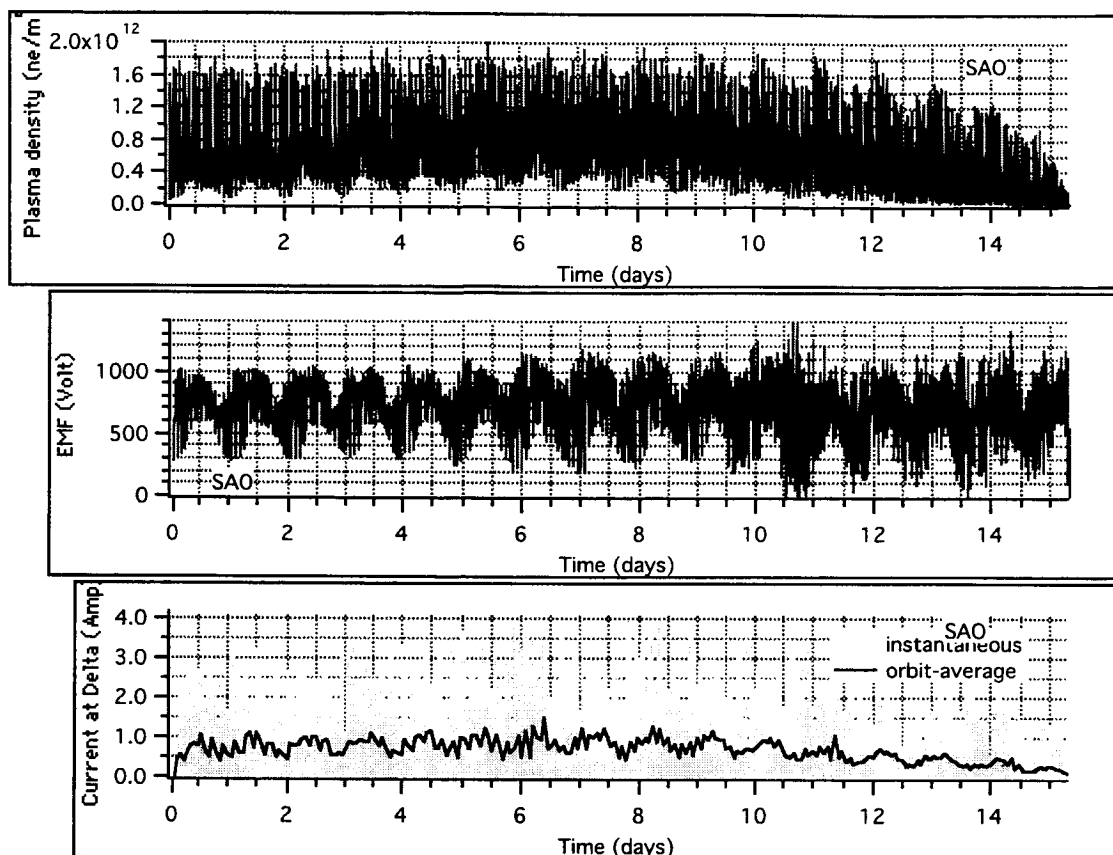 Plasma density (ne/m
2.0x10¹²
1.6
1.2
0.8
0.4
0.0
SAO
0 2 4 6 8 10 12 14
Time (days)
EMF (Volt)
1000
500
0
SAO
0 2 4 6 8 10 12 14
Time (days)
Current at Delta (Amp
4.0
3.0
2.0
1.0
0.0
SAO
instantaneous
orbit-average
0 2 4 6 8 10 12 14
Time (days)